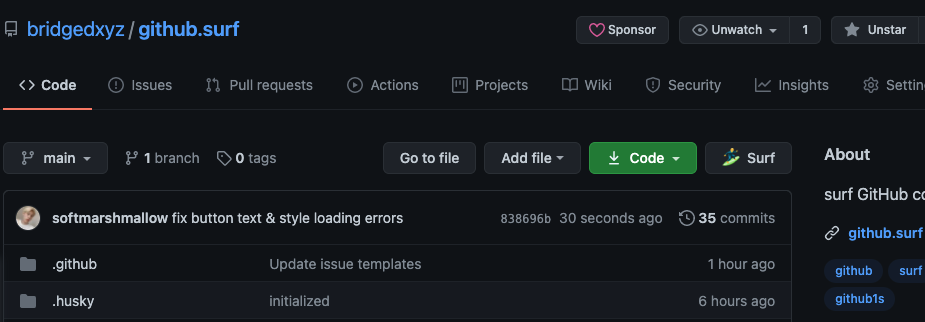 bridgedxyz / github.surf
Sponsor
Unwatch
1
Unstar
Code
Issues
Pull requests
Actions
Projects
Wiki
Security
Insights
main
1 branch
0 tags
Go to file
Add file
Code
Surf
About
softmarshmallow fix button text & style loading errors
838696b 30 seconds ago
35 commits
surf GitHub
github.surf
.github Update issue templates 1 hour ago
github surf
.husky initialized 6 hours ago
github1s